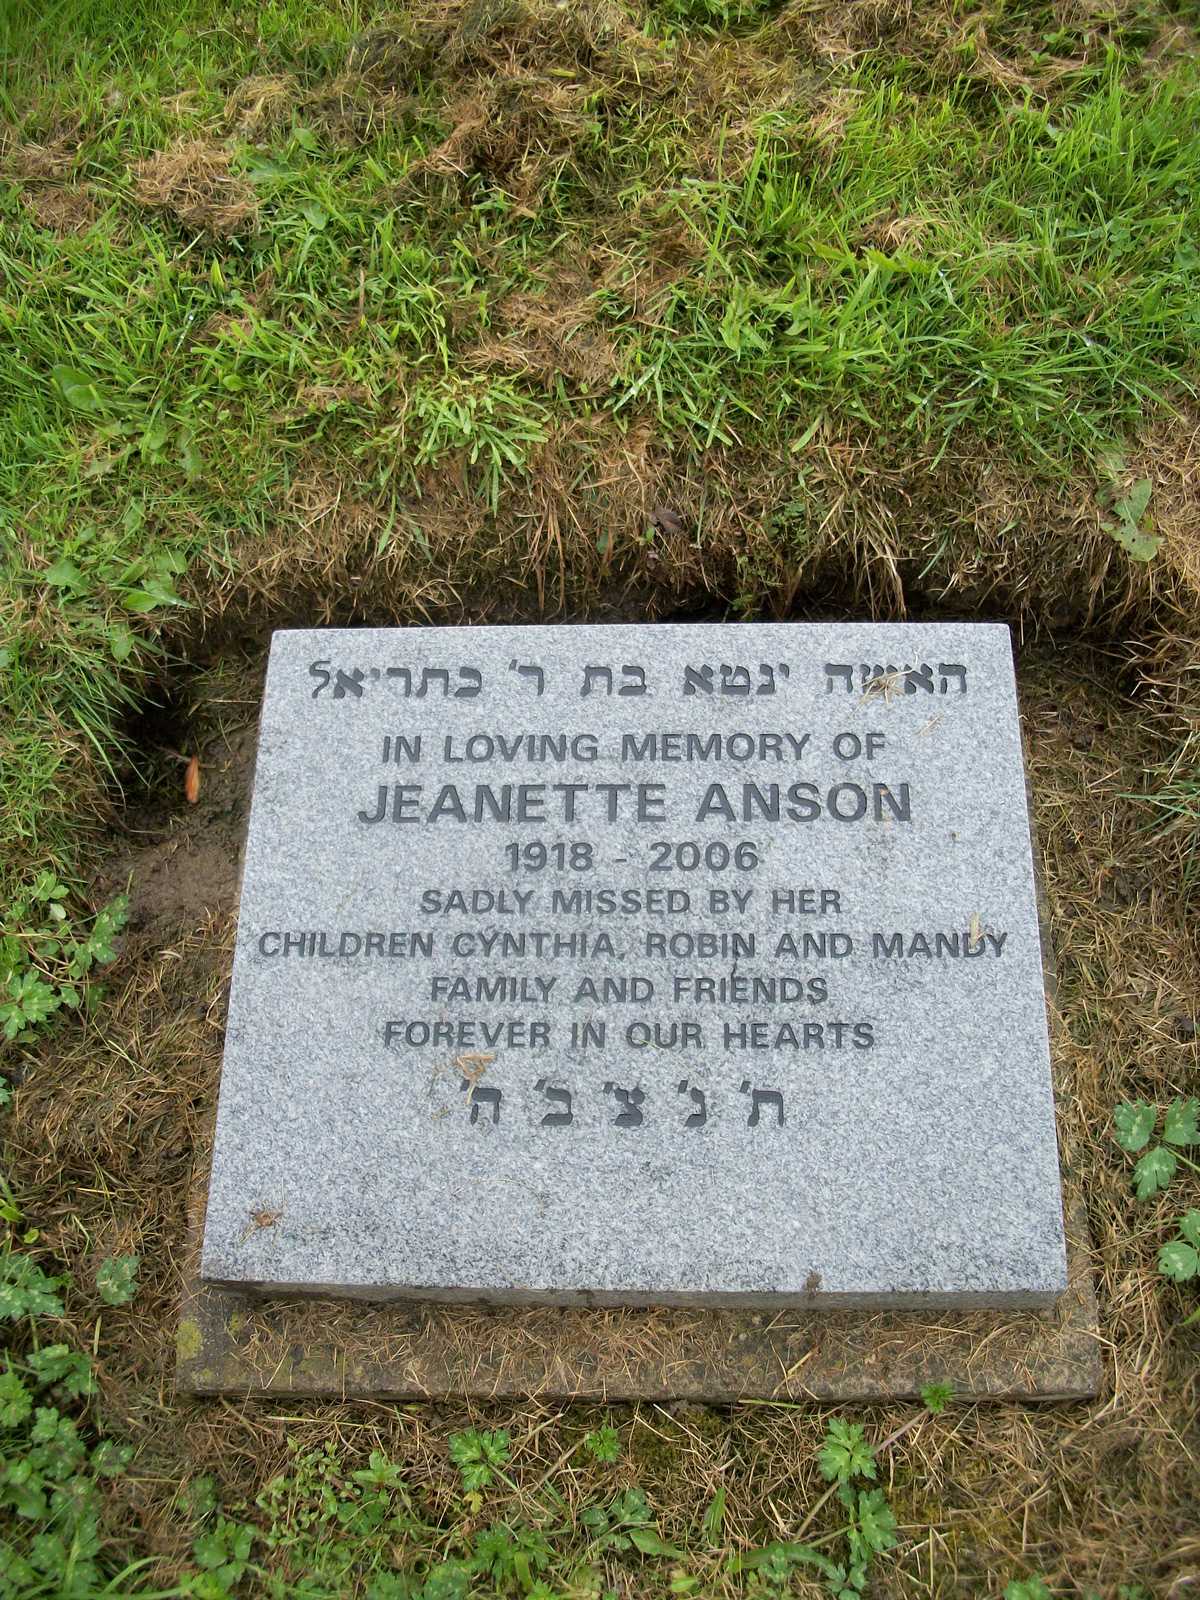 האשה ינטא בת ר' כתריאל
IN LOVING MEMORY OF
JEANETTE ANSON
1918 - 2006
SADLY MISSED BY HER
CHILDREN CYNTHIA, ROBIN AND MANDY
FAMILY AND FRIENDS
FOREVER IN OUR HEARTS
ת' נ' צ' ב' ה'